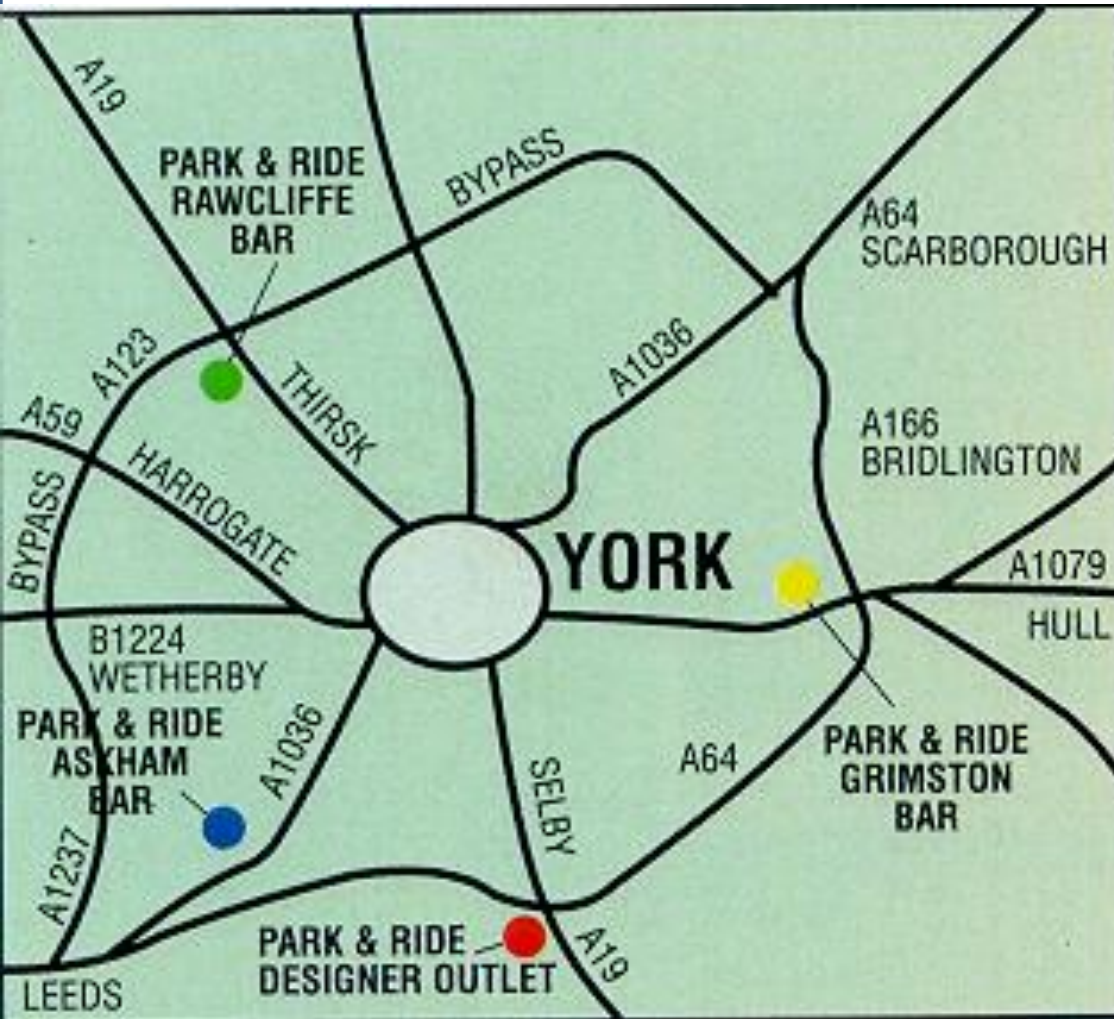 A19
PARK & RIDE
RAWCLIFFE
BAR
BYPASS
A64
SCARBOROUGH
A123
THIRSK
A1036
A59
HARROGATE
BYPASS
A166
BRIDLINGTON
YORK
A1079
HULL
B1224
WETHERBY
PARK & RIDE
ASKHAM
BAR
A1036
SELBY
A64
PARK & RIDE
GRIMSTON
BAR
A1237
PARK & RIDE
DESIGNER OUTLET
A19
LEEDS